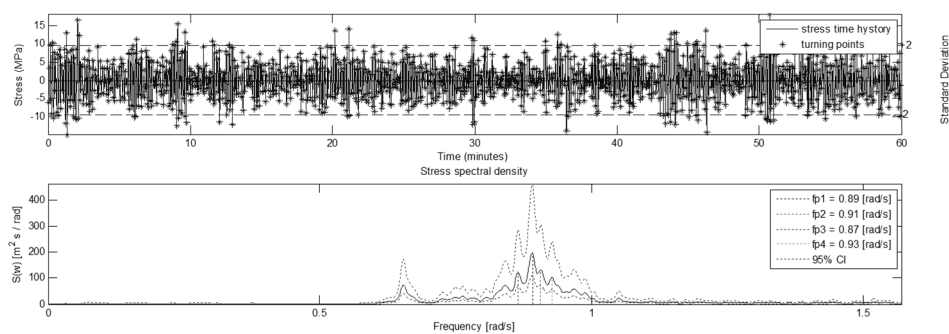 15
10
5
0
-5
-10
Stress (MPa)
stress time hystory
turning points
2
-2
Standard Deviation
0 10 20 30 40 50 60
Time (minutes)
Stress spectral density
400
300
200
100
0
S(w) [m² s / rad]
fp1 = 0.89 [rad/s]
fp2 = 0.91 [rad/s]
fp3 = 0.87 [rad/s]
fp4 = 0.93 [rad/s]
95% CI
0 0.5 1 1.5
Frequency [rad/s]